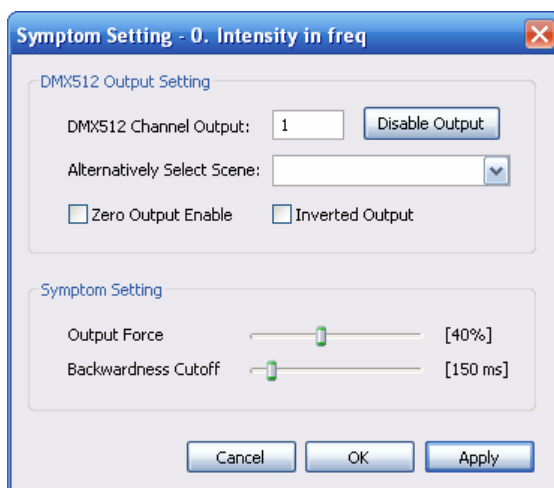 Symptom Setting - 0. Intensity in freq
DMX512 Output Setting
DMX512 Channel Output: 1 Disable Output
Alternatively Select Scene:
Zero Output Enable Inverted Output
Symptom Setting
Output Force [40%]
Backwardness Cutoff [150 ms]
Cancel OK Apply